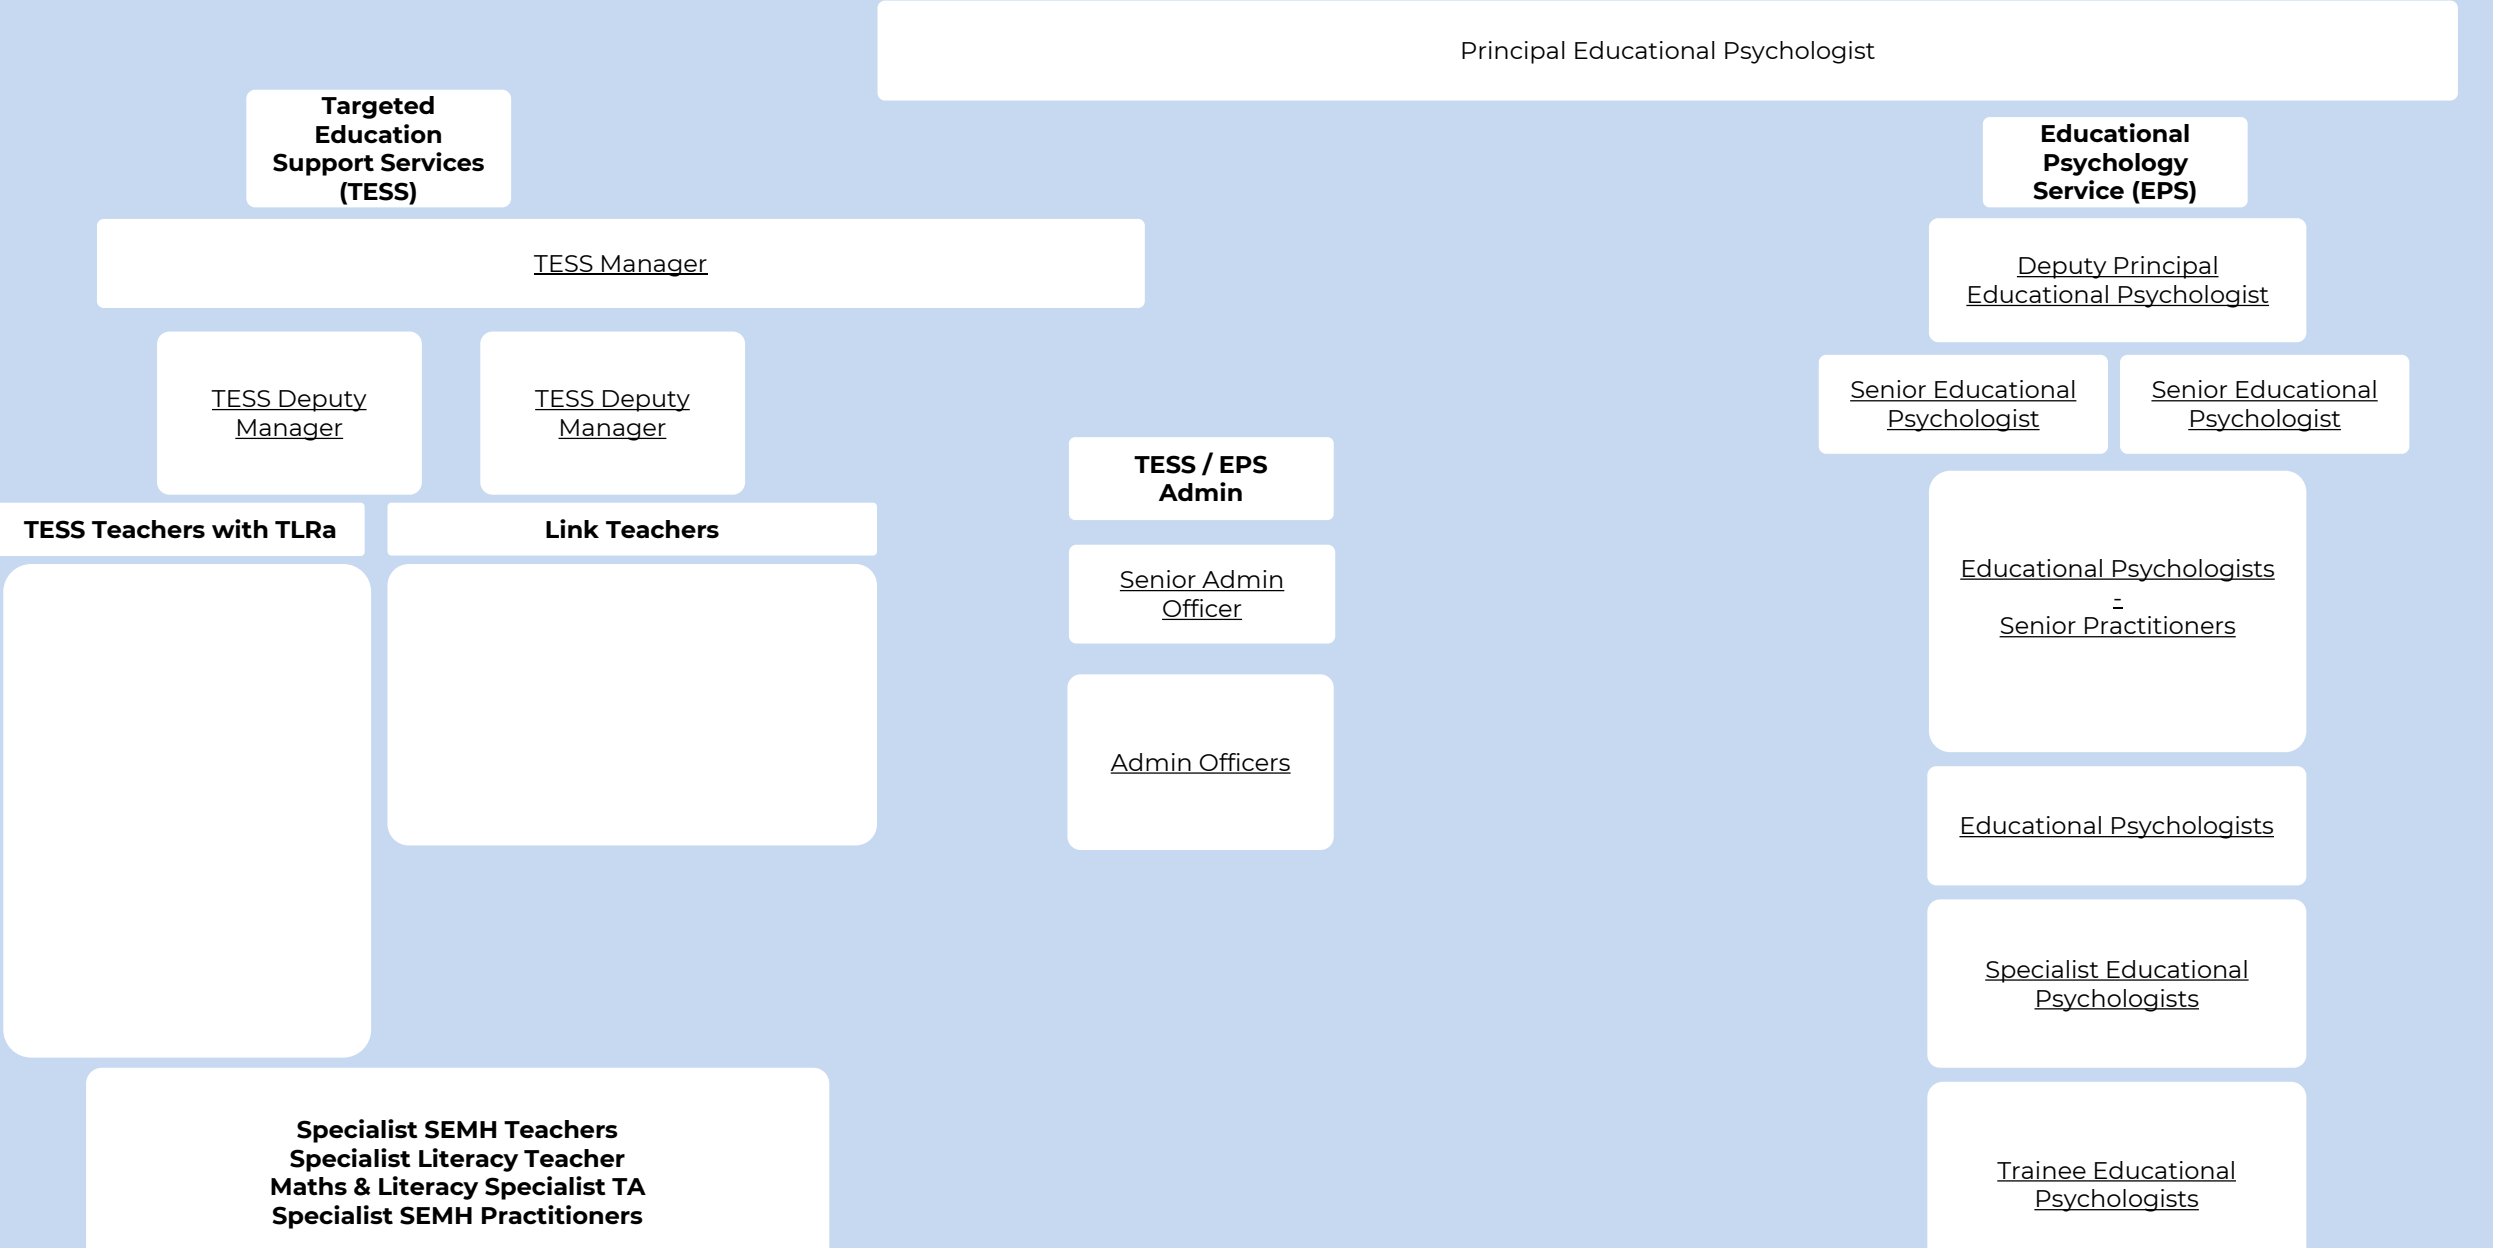 Principal Educational Psychologist
Targeted
Education
Support Services
(TESS)
TESS Manager
TESS Deputy
Manager
TESS Deputy
Manager
TESS Teachers with TLRa
Link Teachers
Specialist SEMH Teachers
Specialist Literacy Teacher
Maths & Literacy Specialist TA
Specialist SEMH Practitioners
TESS / EPS
Admin
Senior Admin
Officer
Admin Officers
Educational
Psychology
Service (EPS)
Deputy Principal
Educational Psychologist
Senior Educational
Psychologist
Senior Educational
Psychologist
Educational Psychologists
-
Senior Practitioners
Educational Psychologists
Specialist Educational
Psychologists
Trainee Educational
Psychologists